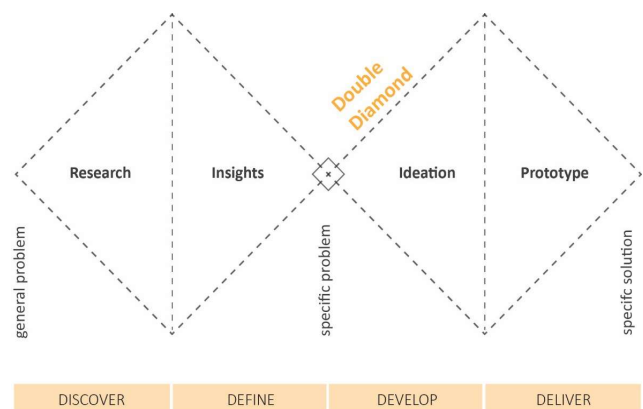 Double
Diamond
Research
Insights
Ideation
Prototype
general problem
specific problem
specifc solution
DISCOVER
DEFINE
DEVELOP
DELIVER